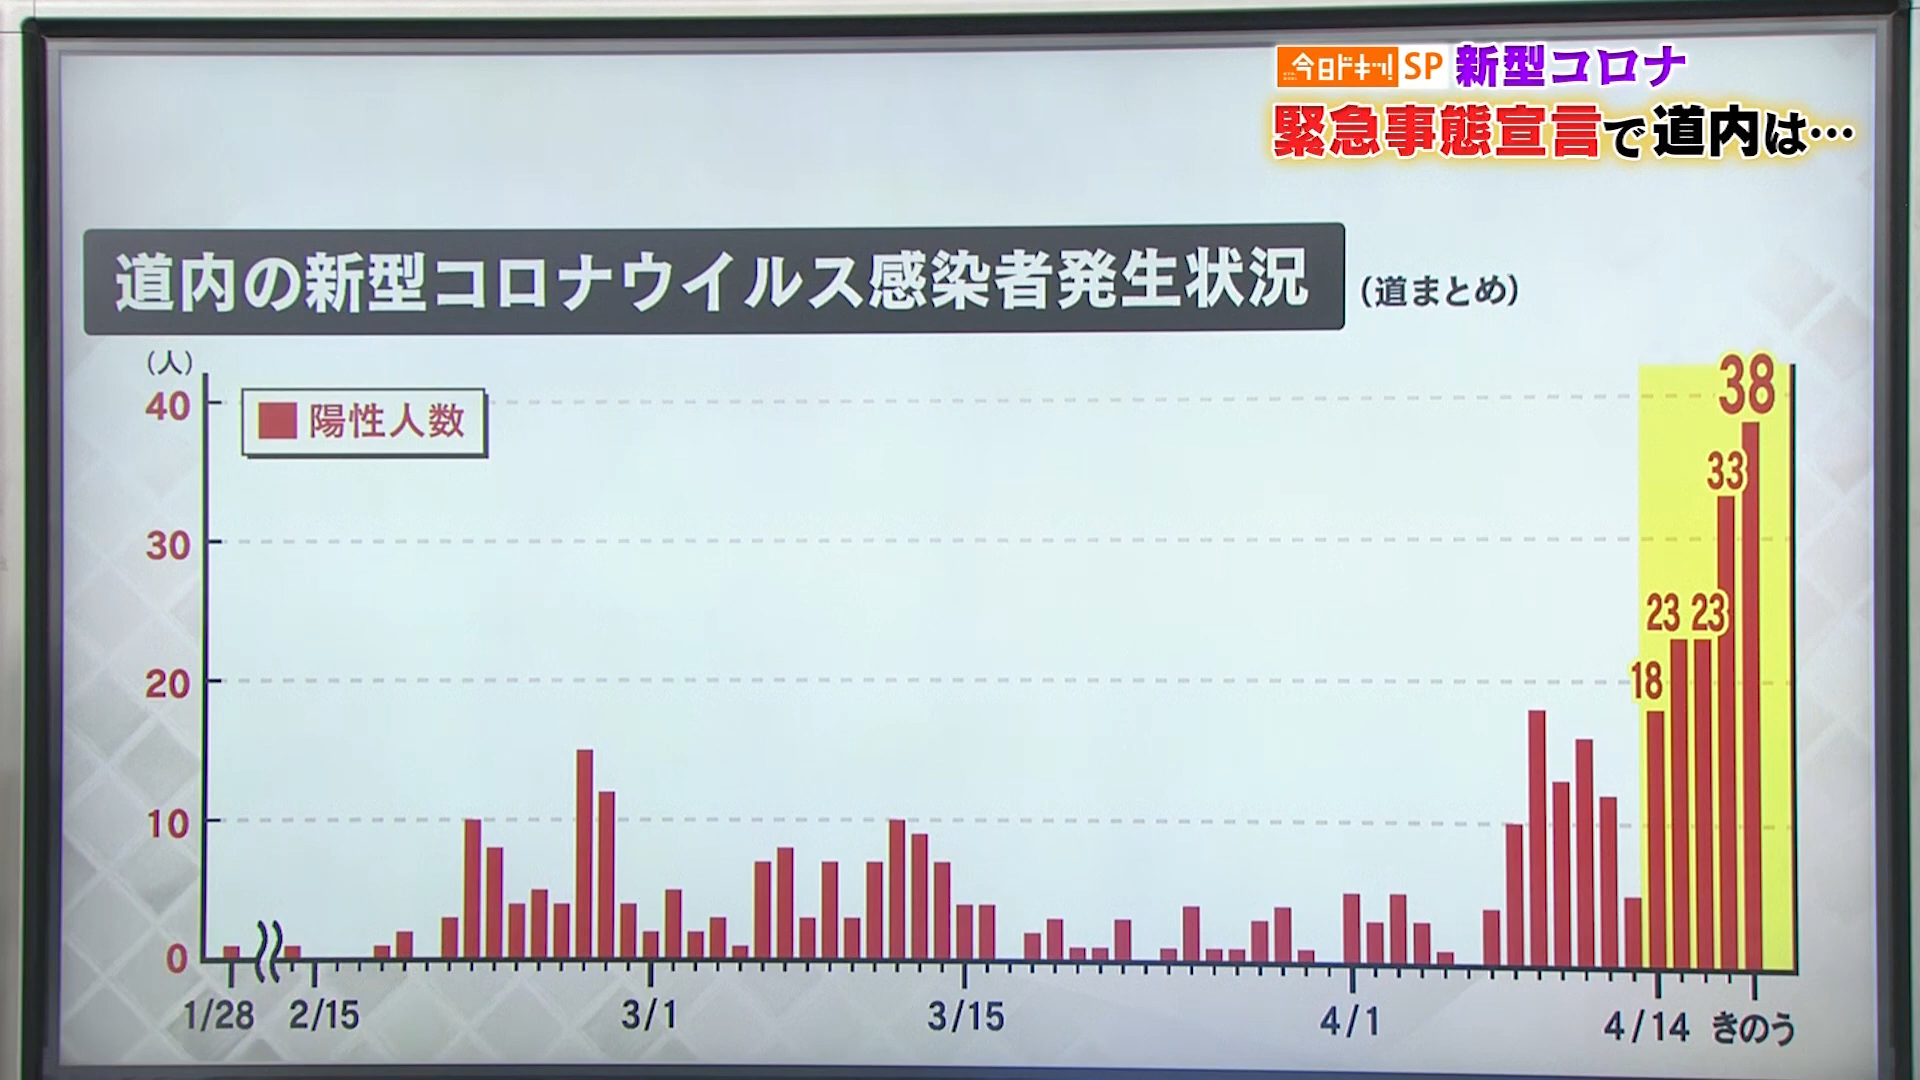 今日ドキッ! SP 新型コロナ
緊急事態宣言で道内は…
道内の新型コロナウイルス感染者発生状況 (道まとめ)
(人)
40
30
20
10
0
陽性人数
18
23
23
33
38
1/28
2/15
3/1
3/15
4/1
4/14
きのう